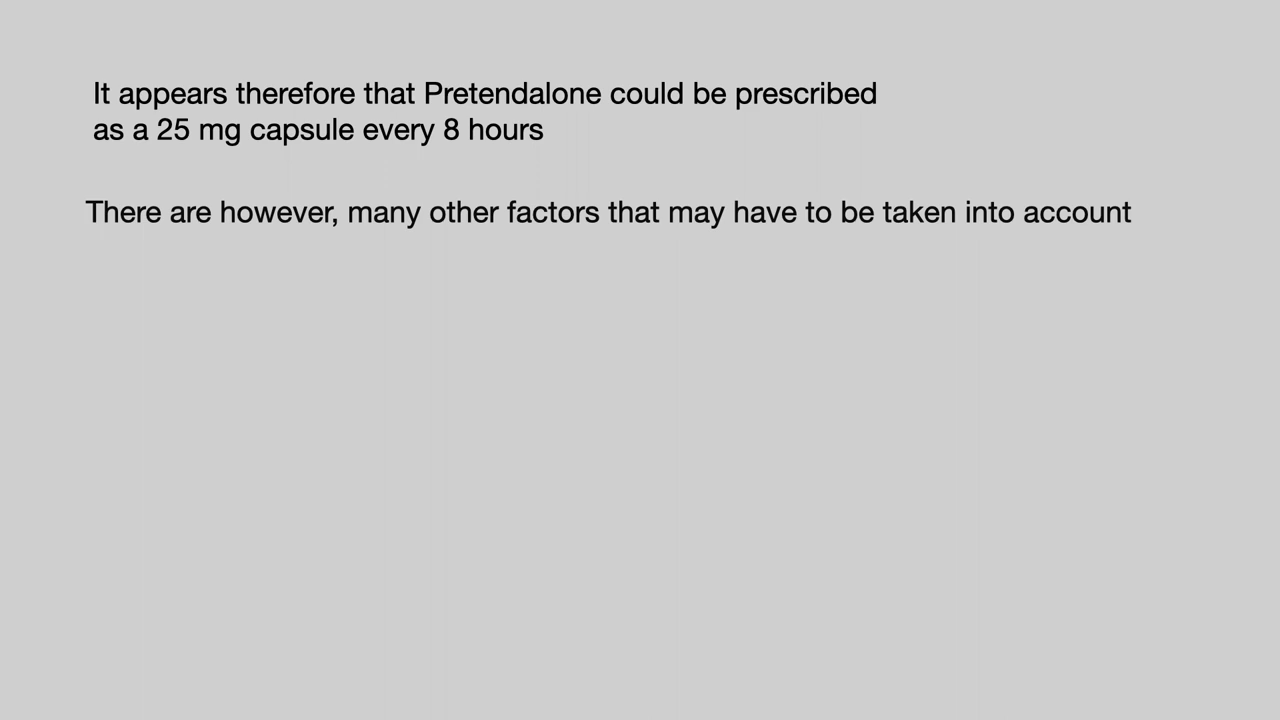 It appears therefore that Pretendalone could be prescribed
as a 25 mg capsule every 8 hours
There are however, many other factors that may have to be taken into account